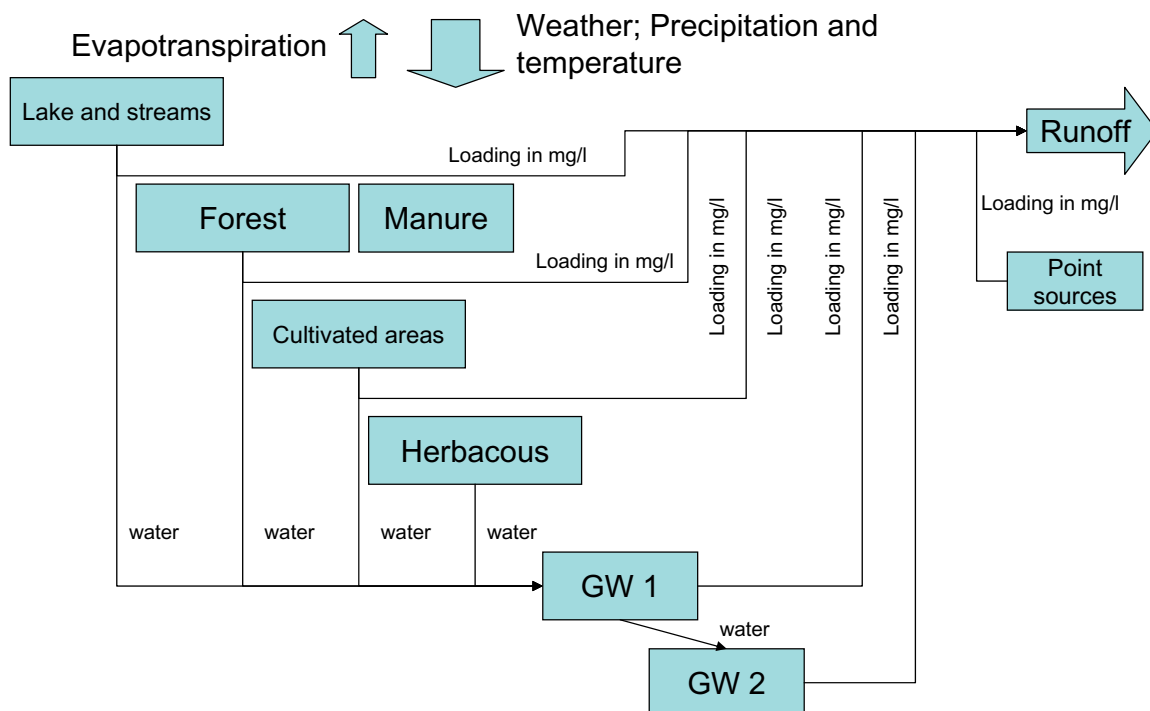 Evapotranspiration
Weather; Precipitation and
temperature
Lake and streams
Runoff
Loading in mg/l
Forest
Manure
Loading in mg/l
Loading in mg/l
Loading in mg/l
Loading in mg/l
Loading in mg/l
Loading in mg/l
Point
sources
Cultivated areas
Herbacous
water
water
water
water
GW 1
water
GW 2